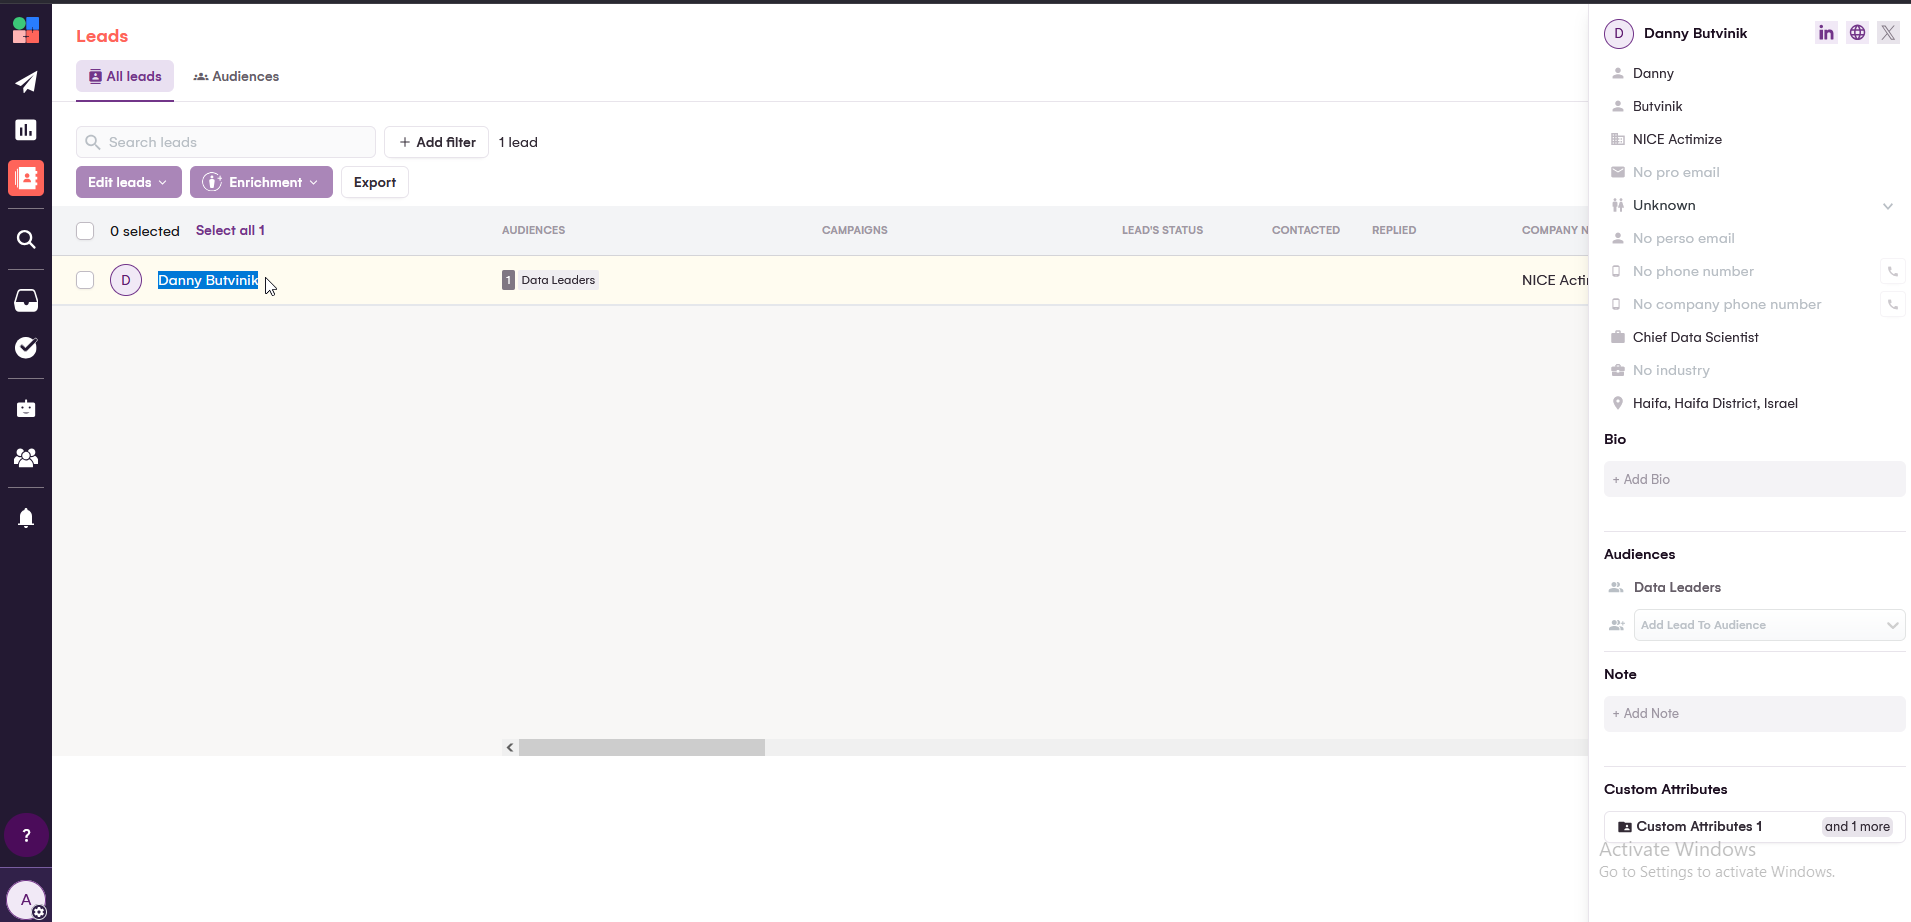 Leads
All leads
Audiences
Search leads
+ Add filter
1 lead
Edit leads
Enrichment
Export
0 selected
Select all 1
AUDIENCES
CAMPAIGNS
LEAD'S STATUS
CONTACTED
REPLIED
COMPANY N
D
Danny Butvinik
1
Data Leaders
NICE Acti
?
A
D
Danny Butvinik
in
X
Danny
Butvinik
NICE Actimize
No pro email
Unknown
No perso email
No phone number
No company phone number
Chief Data Scientist
No industry
Haifa, Haifa District, Israel
Bio
+ Add Bio
Audiences
Data Leaders
Add Lead To Audience
Note
+ Add Note
Custom Attributes
Custom Attributes 1
and 1 more
Activate Windows
Go to Settings to activate Windows.